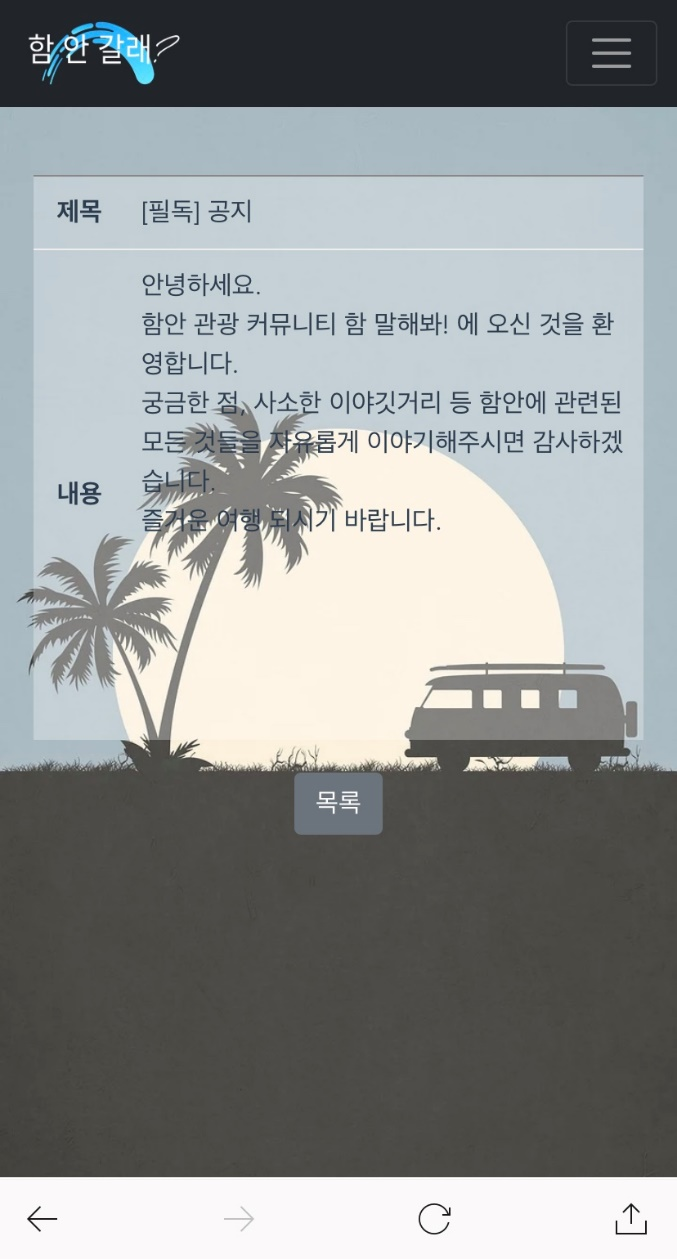 함 안 갈래?
제목 [필독] 공지
안녕하세요.
함안 관광 커뮤니티 함 말해봐! 에 오신 것을 환
영합니다.
궁금한 점, 사소한 이야깃거리 등 함안에 관련된
모든 것들을 자유롭게 이야기해주시면 감사하겠
습니다.
내용
즐거운 여행 되시기 바랍니다.
목록